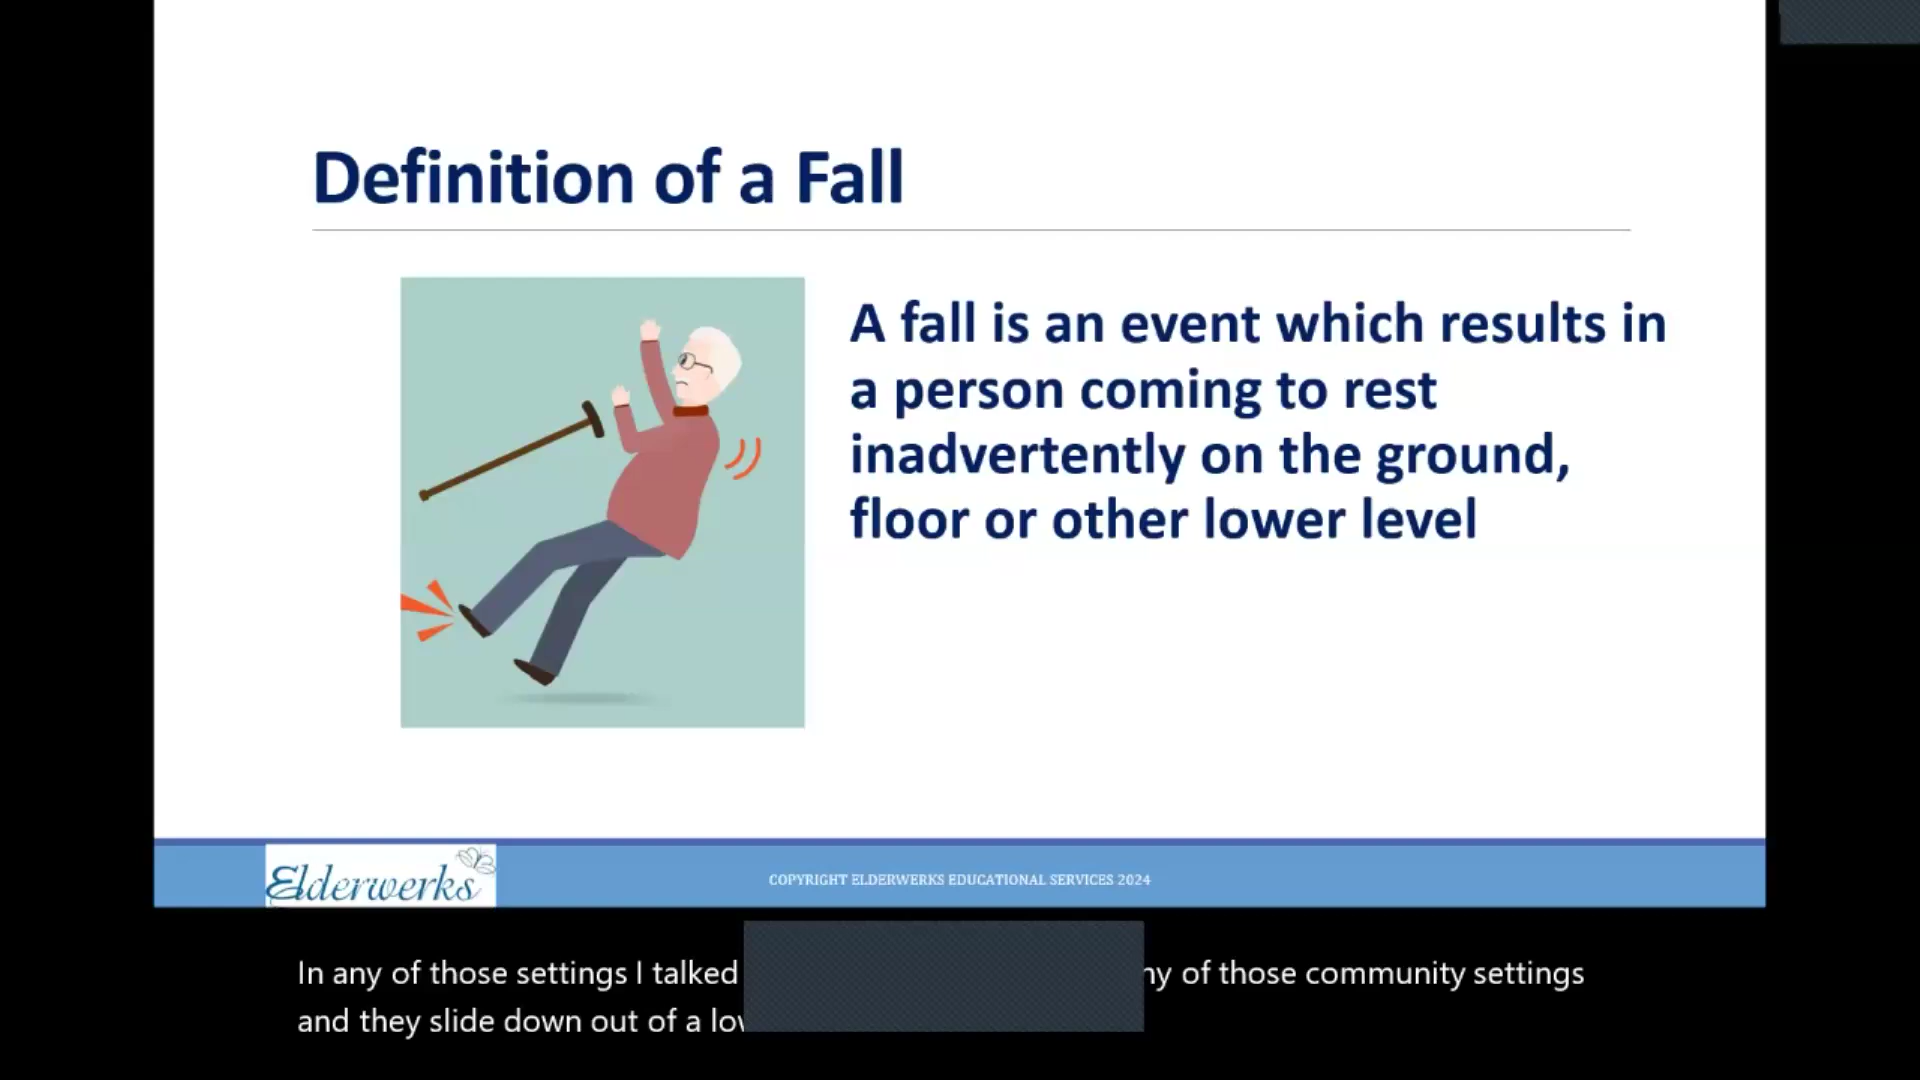 Definition of a Fall
A fall is an event which results in
a person coming to rest
inadvertently on the ground,
floor or other lower level
Elderwerks
COPYRIGHT ELDERWERKS EDUCATIONAL SERVICES 2024
In any of those settings I talked of those community settings
and they slide down out of a